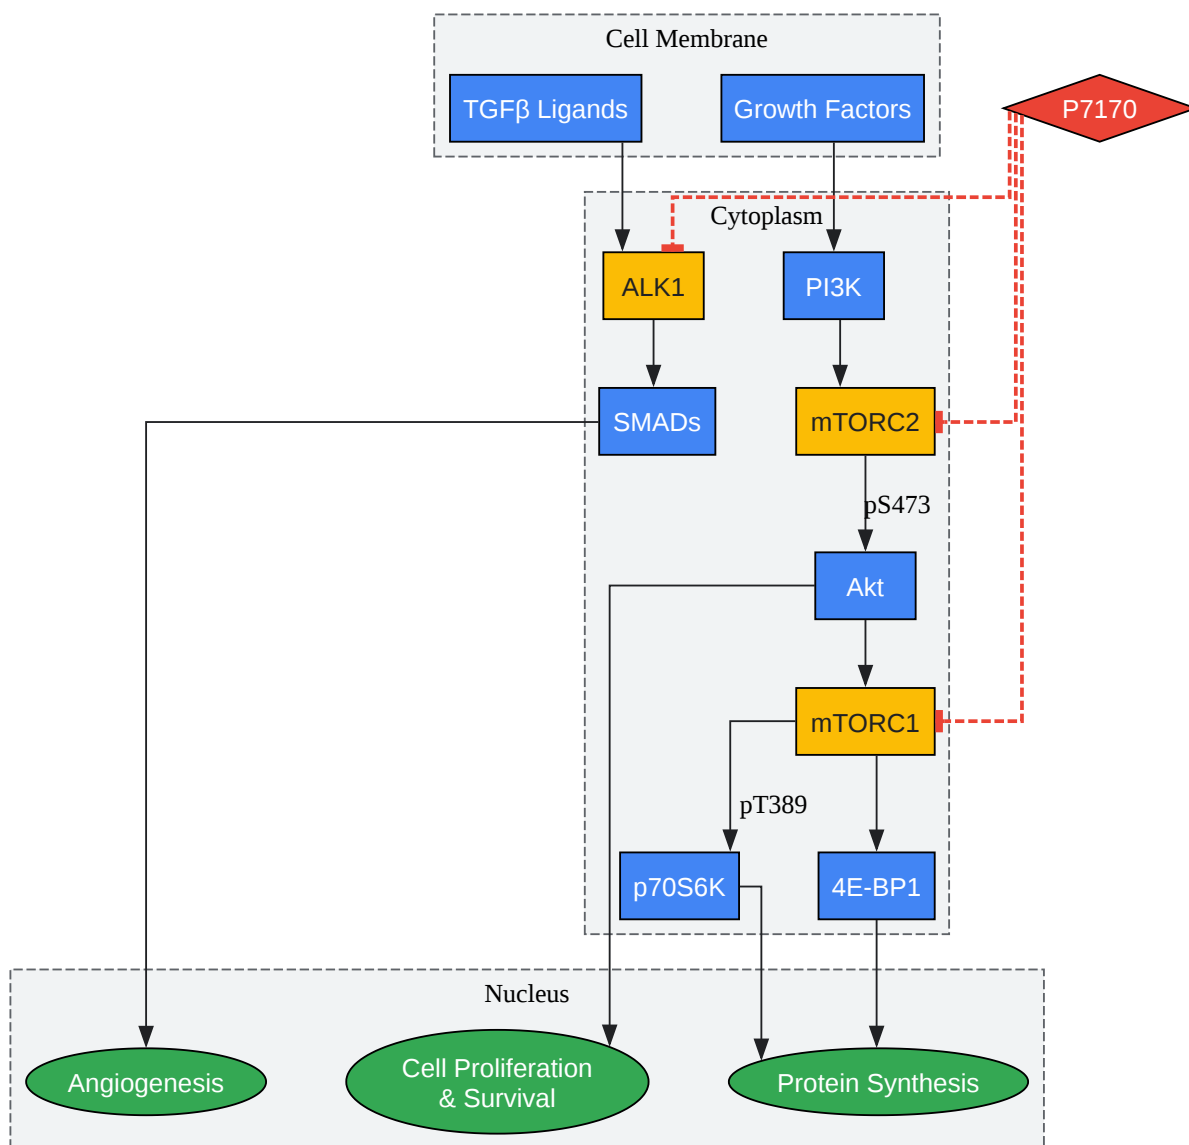 Cell Membrane
TGFβ Ligands
Growth Factors
P7170
Cytoplasm
ALK1
PI3K
SMADs
mTORC2
pS473
Akt
mTORC1
pT389
p70S6K
4E-BP1
Nucleus
Angiogenesis
Cell Proliferation
& Survival
Protein Synthesis